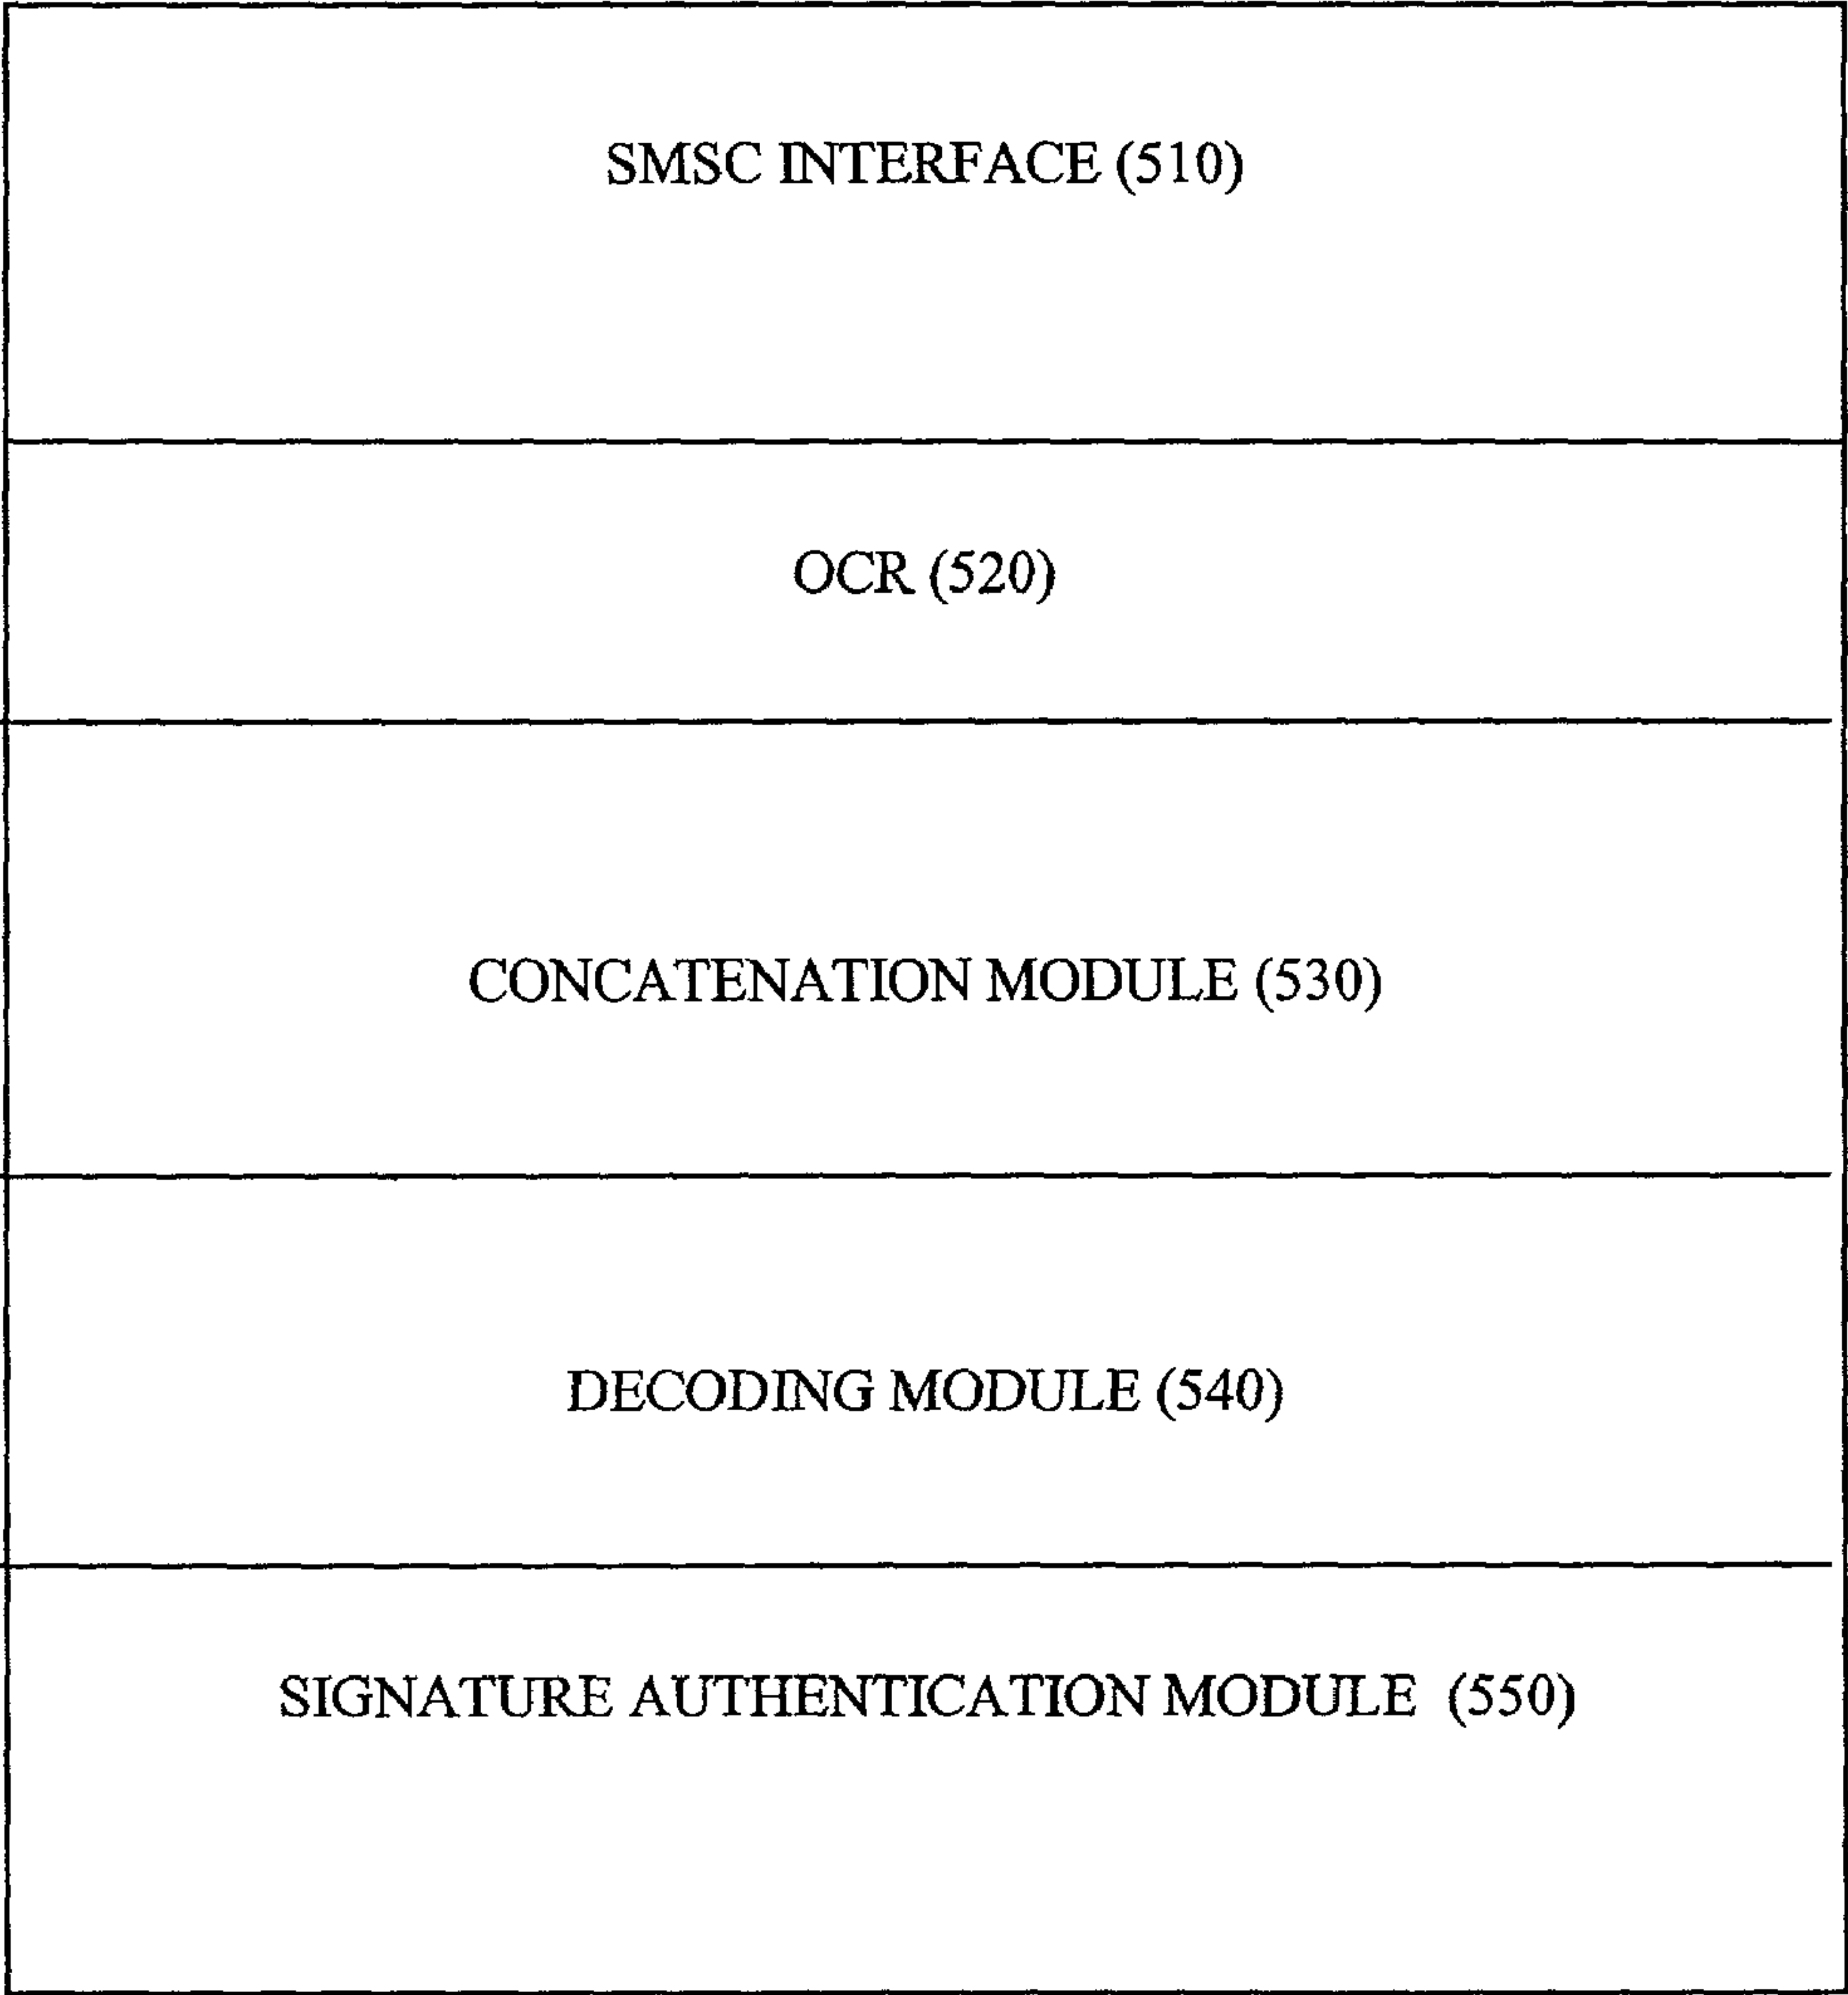 SMSC INTERFACE (510)
OCR (520)
CONCATENATION MODULE (530)
DECODING MODULE (540)
SIGNATURE AUTHENTICATION MODULE (550)